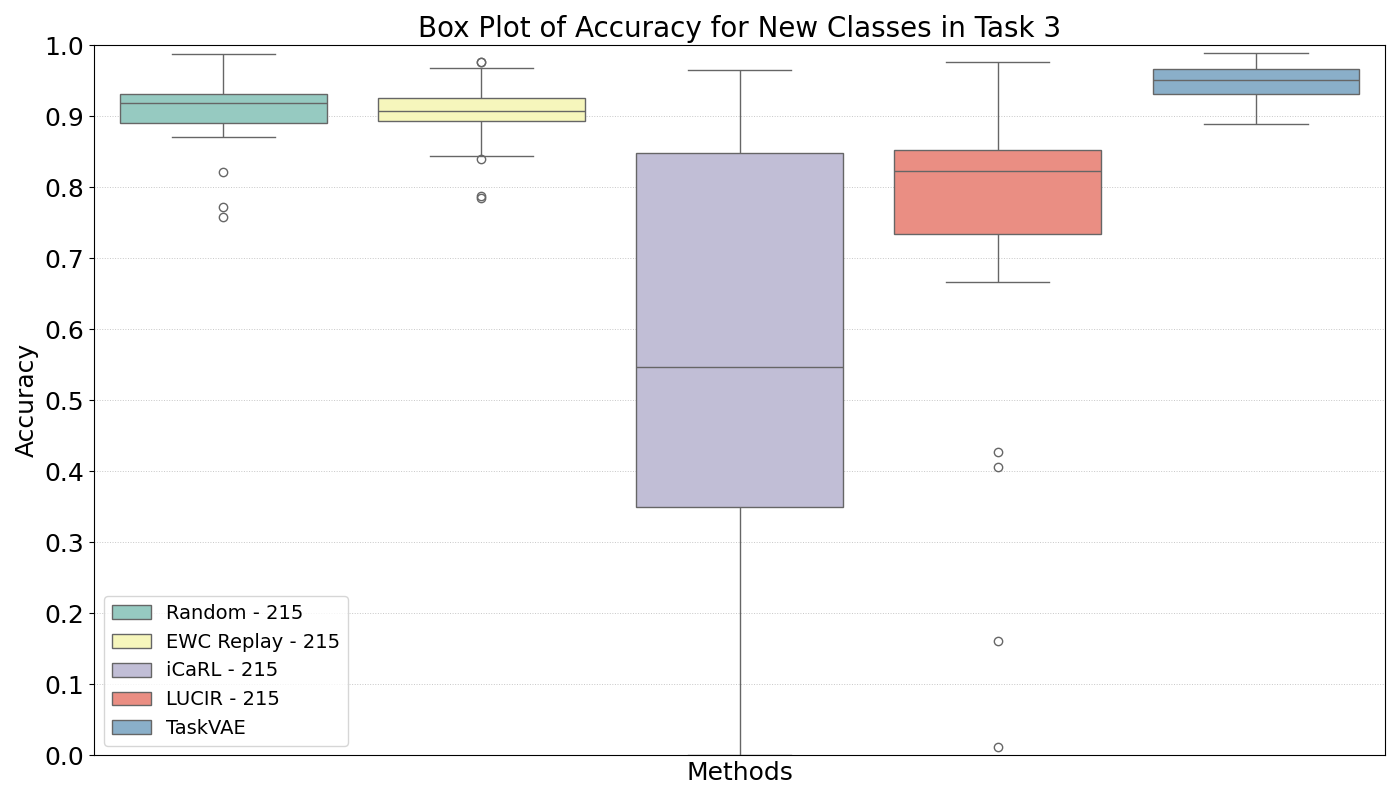 Box Plot of Accuracy for New Classes in Task 3
Accuracy
1.0
0.9
0.8
0.7
0.6
0.5
0.4
0.3
0.2
0.1
0.0
Random - 215
EWC Replay - 215
iCaRL - 215
LUCIR - 215
TaskVAE
Methods